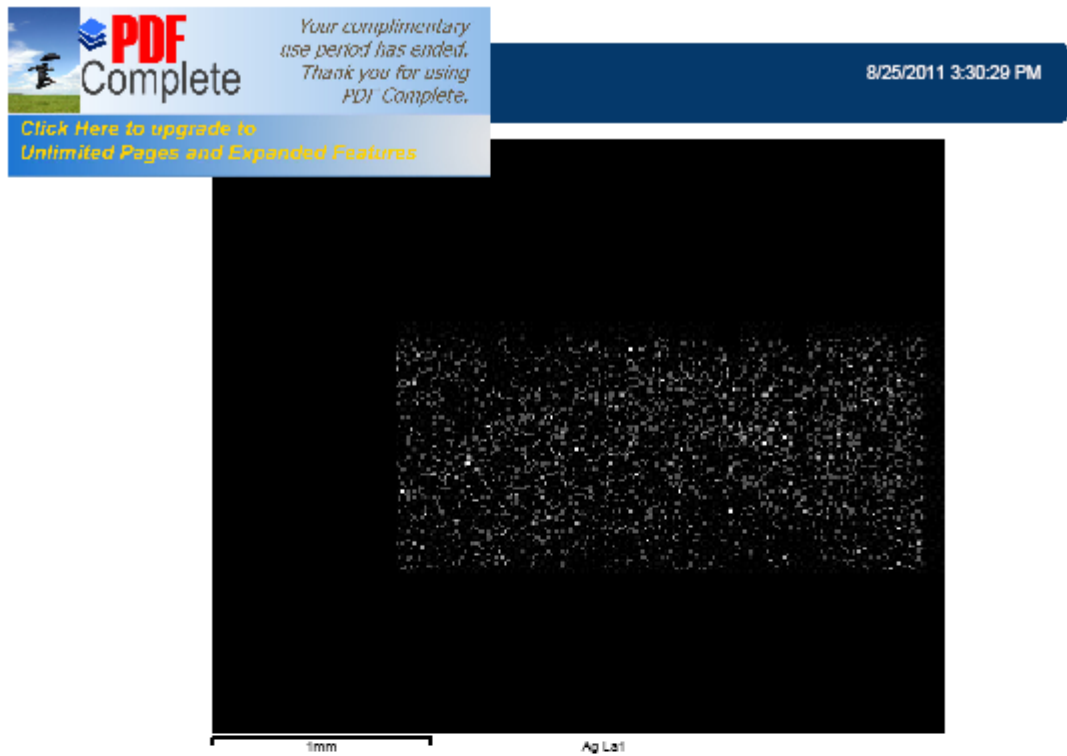 PDF
Complete
Your complimentary
use period has ended.
Thank you for using
PDF Complete.
Click Here to upgrade to
Unlimited Pages and Expanded Features
8/25/2011 3:30:29 PM
1mm
Ag La1